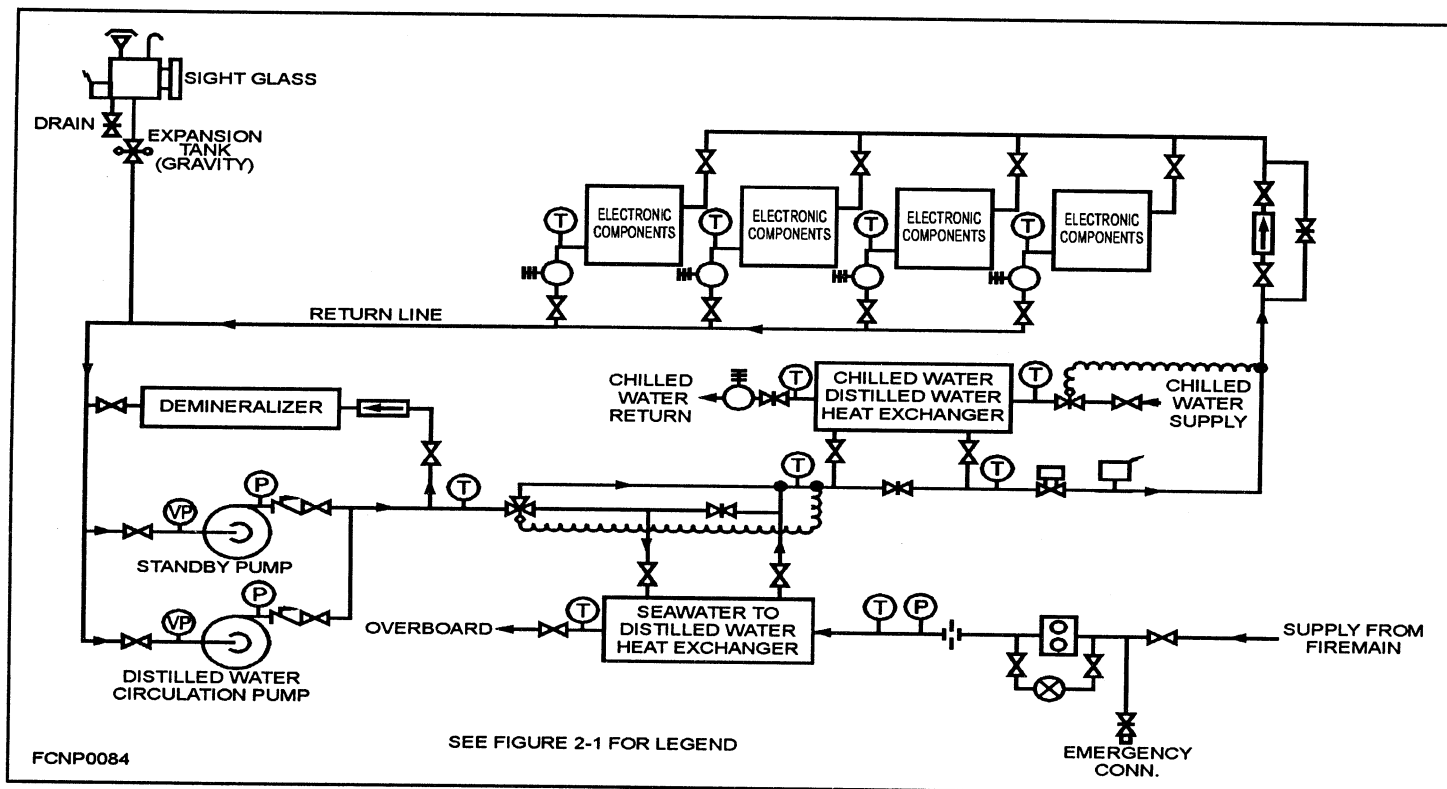 SIGHT GLASS
DRAIN
EXPANSION
TANK
(GRAVITY)
ELECTRONIC
COMPONENTS
ELECTRONIC
COMPONENTS
ELECTRONIC
COMPONENTS
ELECTRONIC
COMPONENTS
T
T
T
T
RETURN LINE
CHILLED
WATER
RETURN
T
CHILLED WATER
DISTILLED WATER
HEAT EXCHANGER
T
CHILLED
WATER
SUPPLY
DEMINERALIZER
T
T
T
P
VP
STANDBY PUMP
P
VP
DISTILLED WATER
CIRCULATION PUMP
OVERBOARD
T
SEAWATER TO
DISTILLED WATER
HEAT EXCHANGER
T
P
SUPPLY FROM
FIREMAIN
EMERGENCY
CONN.
SEE FIGURE 2-1 FOR LEGEND
FCNP0084